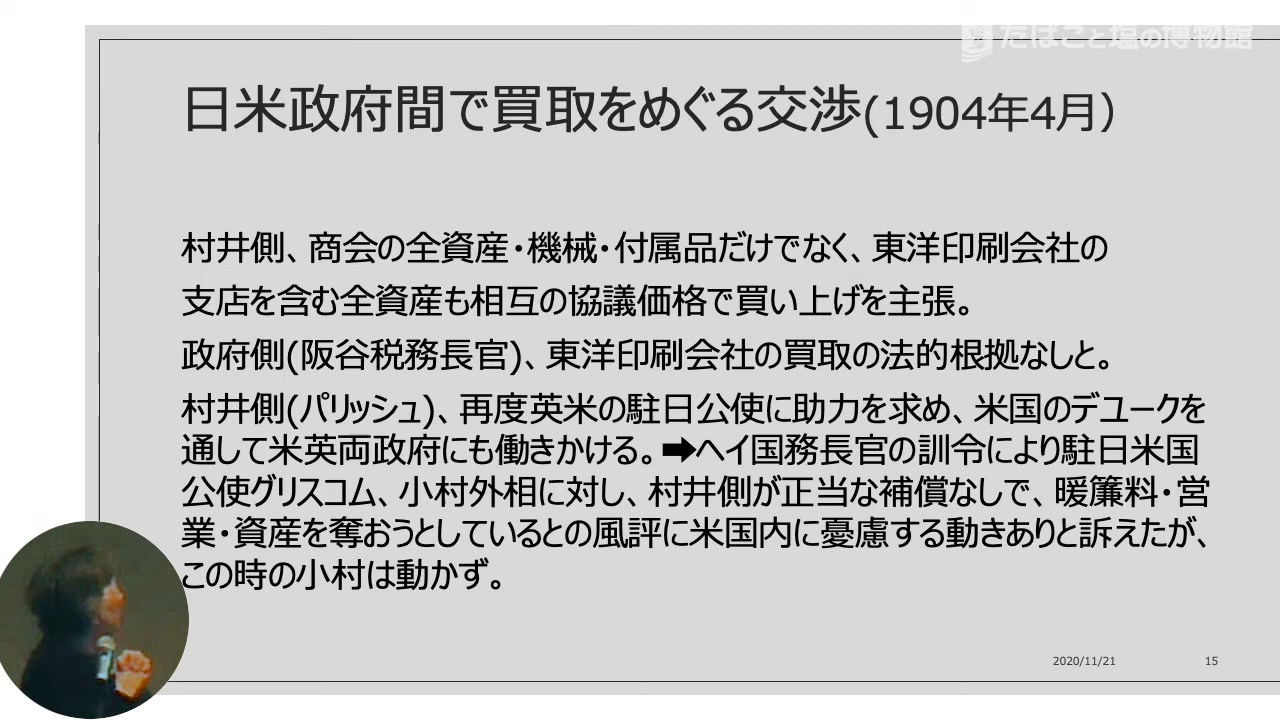 たばこと塩の博物館
日米政府間で買取をめぐる交渉(1904年4月）
村井側、商会の全資産・機械・付属品だけでなく、東洋印刷会社の
支店を含む全資産も相互の協議価格で買い上げを主張。
政府側(阪谷税務長官)、東洋印刷会社の買取の法的根拠なしと。
村井側(パリッシュ)、再度英米の駐日公使に助力を求め、米国のデュークを
通して米英両政府にも働きかける。➡ヘイ国務長官の訓令により駐日米国
公使グリスコム、小村外相に対し、村井側が正当な補償なしで、暖簾料・営
業・資産を奪おうとしているとの風評に米国内に憂慮する動きありと訴えたが、
この時の小村は動かず。
2020/11/21
15